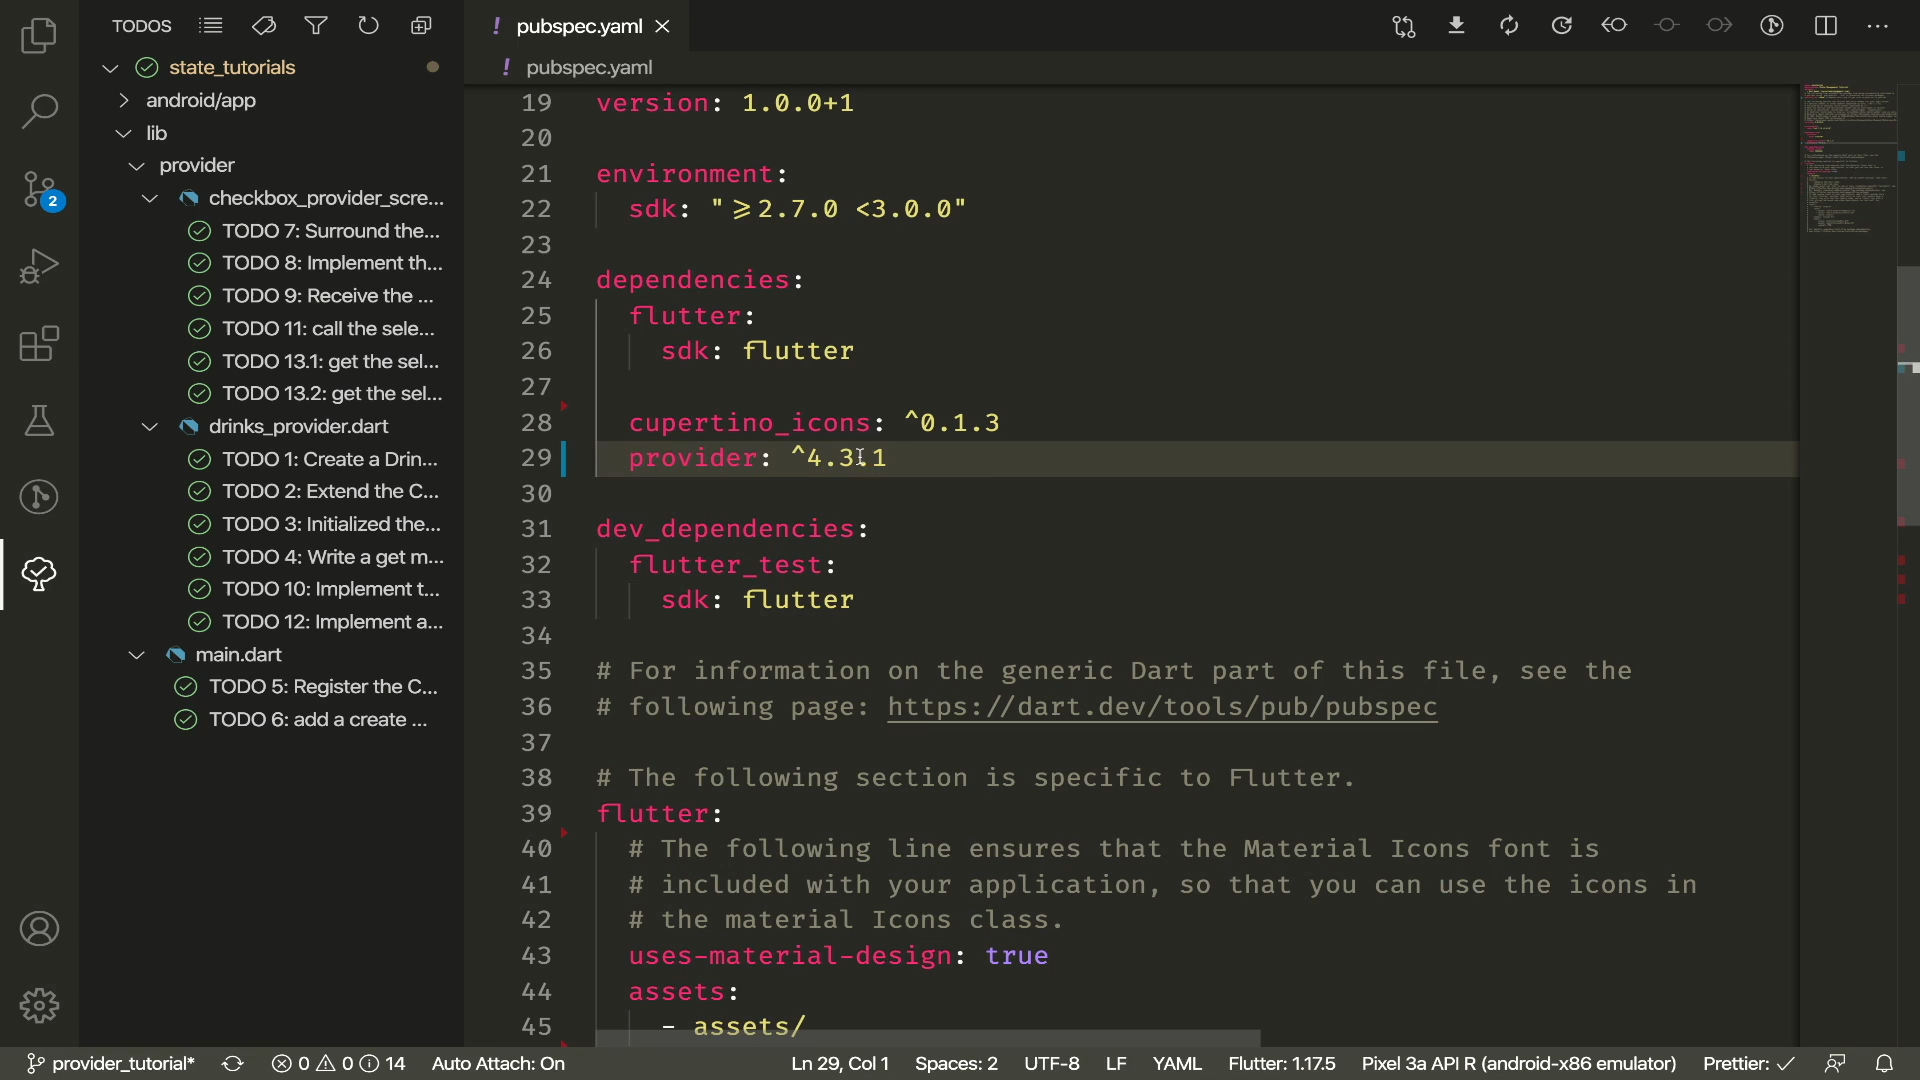 TODOS
state_tutorials
android/app
lib
provider
checkbox_provider_scre...
TODO 7: Surround the...
TODO 8: Implement th...
TODO 9: Receive the ...
TODO 11: call the sele...
TODO 13.1: get the sel...
TODO 13.2: get the sel...
drinks_provider.dart
TODO 1: Create a Drin...
TODO 2: Extend the C...
TODO 3: Initialized the...
TODO 4: Write a get m...
TODO 10: Implement t...
TODO 12: Implement a...
main.dart
TODO 5: Register the C...
TODO 6: add a create ...
2
! pubspec.yaml
! pubspec.yaml
19 version: 1.0.0+1
20
21 environment:
22 sdk: ">=2.7.0 <3.0.0"
23
24 dependencies:
25 flutter:
26 sdk: flutter
27
28 cupertino_icons: ^0.1.3
29 provider: ^4.3.1
30
31 dev_dependencies:
32 flutter_test:
33 sdk: flutter
34
35 # For information on the generic Dart part of this file, see the
36 # following page: https://dart.dev/tools/pub/pubspec
37
38 # The following section is specific to Flutter.
39 flutter:
40 # The following line ensures that the Material Icons font is
41 # included with your application, so that you can use the icons in
42 # the material Icons class.
43 uses-material-design: true
44 assets:
45 - assets/
provider_tutorial* 0 0 14 Auto Attach: On Ln 29, Col 1 Spaces: 2 UTF-8 LF YAML Flutter: 1.17.5 Pixel 3a API R (android-x86 emulator) Prettier: ✓